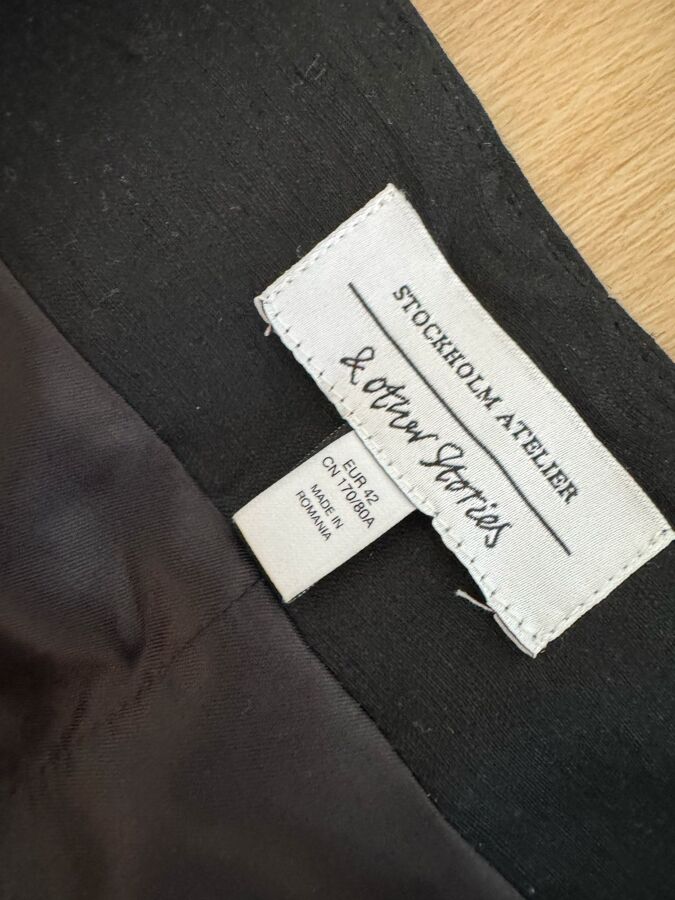 STOCKHOLM ATELIER
& other Stories
EUR 42
CN 170/80A
MADE IN
ROMANIA